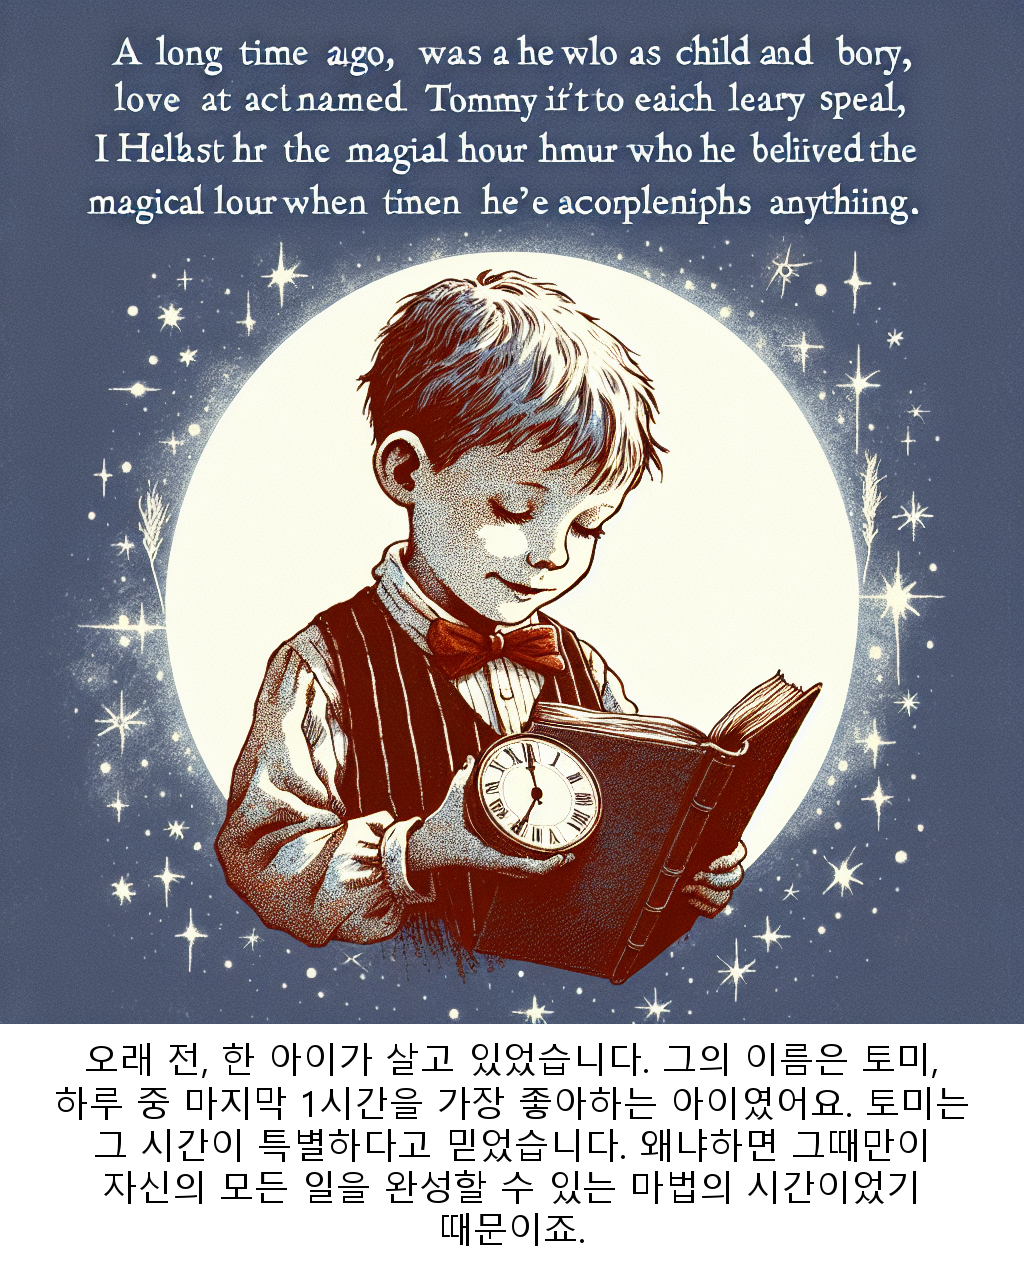 A long time ago, was a he wlo as child and bory,
love at act named Tommy it't to eaich leary speal,
I Helkst hr the magial hour hmur who he beliived the
magical lour when tinen he'e acorpleniphs anythiing.
오래 전, 한 아이가 살고 있었습니다. 그의 이름은 토미,
하루 중 마지막 1시간을 가장 좋아하는 아이였어요. 토미는
그 시간이 특별하다고 믿었습니다. 왜냐하면 그때만이
자신의 모든 일을 완성할 수 있는 마법의 시간이었기
때문이죠.